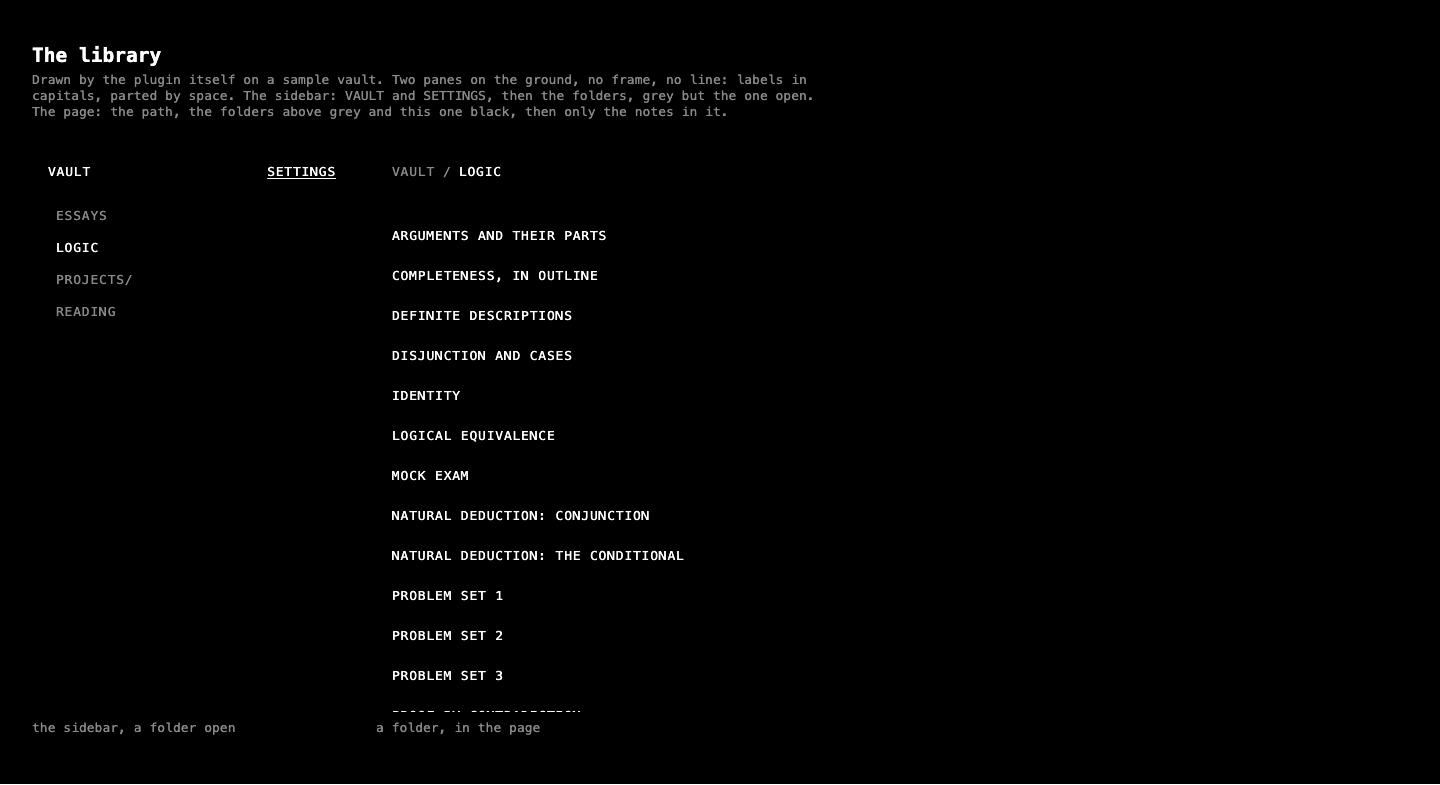 The library
Drawn by the plugin itself on a sample vault. Two panes on the ground, no frame, no line: labels in
capitals, parted by space. The sidebar: VAULT and SETTINGS, then the folders, grey but the one open.
The page: the path, the folders above grey and this one black, then only the notes in it.
VAULT
SETTINGS
ESSAYS
LOGIC
PROJECTS/
READING
VAULT / LOGIC
ARGUMENTS AND THEIR PARTS
COMPLETENESS, IN OUTLINE
DEFINITE DESCRIPTIONS
DISJUNCTION AND CASES
IDENTITY
LOGICAL EQUIVALENCE
MOCK EXAM
NATURAL DEDUCTION: CONJUNCTION
NATURAL DEDUCTION: THE CONDITIONAL
PROBLEM SET 1
PROBLEM SET 2
PROBLEM SET 3
the sidebar, a folder open
a folder, in the page